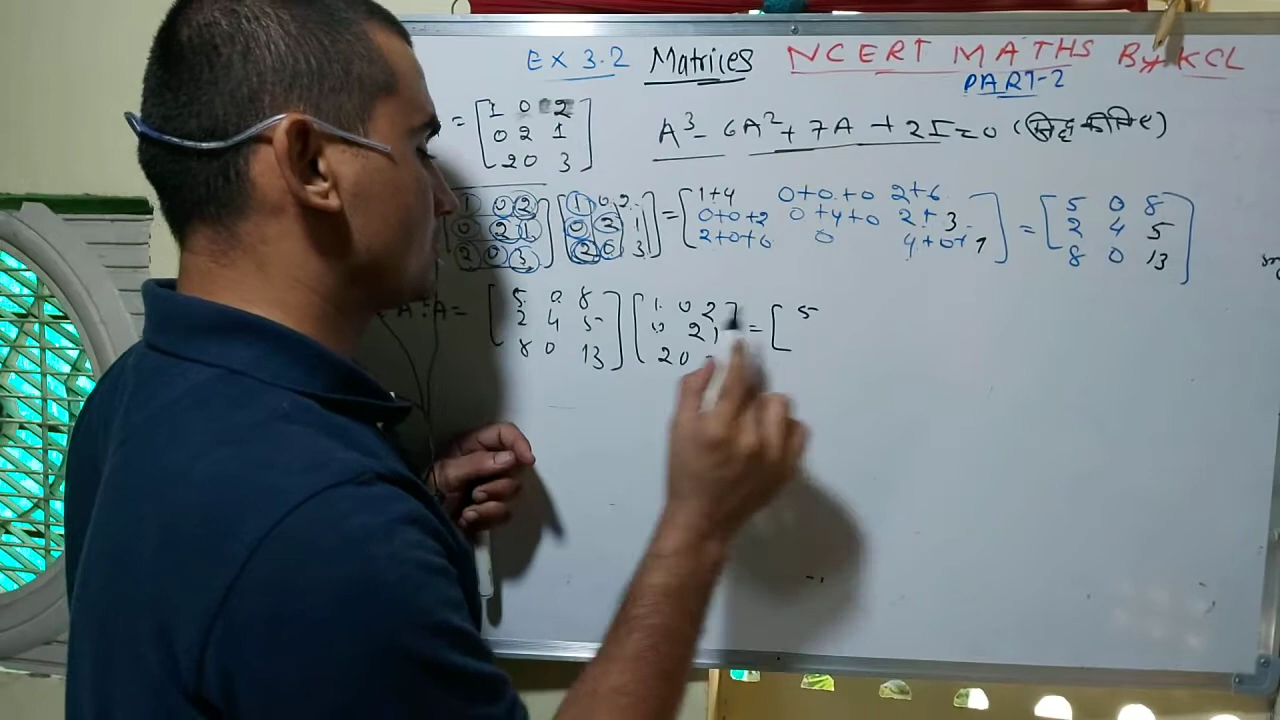 EX 3.2 Matrices NCERT MATHS By KCL
PART-2
= [1 0 2
0 2 1
2 0 3]
A³ - 6A² + 7A + 2I = 0 (सिद्ध कीजिए)
[1 0 2
0 2 1
2 0 3] [1 0 2
0 2 1
2 0 3] = [1+4 0+0+0 2+6
0+0+2 0+4+0 2+3
2+0+6 0 4+0+9] = [5 0 8
2 4 5
8 0 13]
A².A = [5 0 8
2 4 5
8 0 13] [1 0 2
0 2 1
2 0 = [5